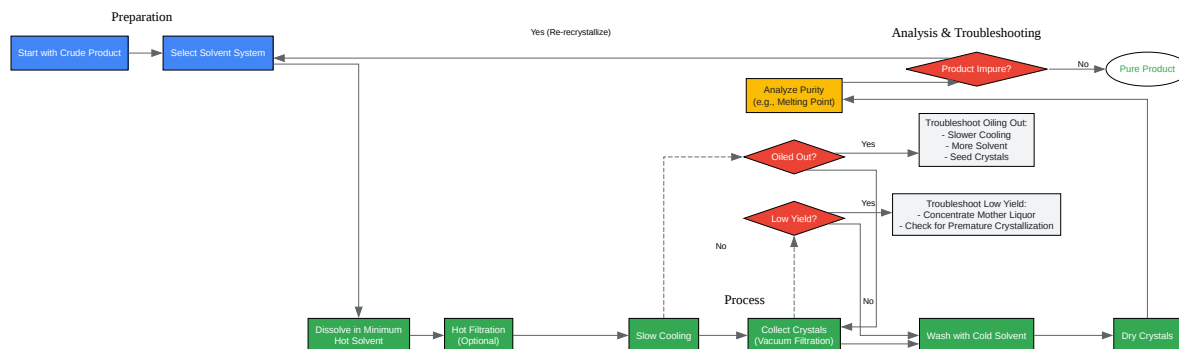 Preparation
Yes (Re-recrystallize)
Analysis & Troubleshooting
Start with Crude Product
Select Solvent System
Product Impure?
No
Pure Product
Analyze Purity
(e.g., Melting Point)
Troubleshoot Oiling Out:
- Slower Cooling
- More Solvent
- Seed Crystals
Oiled Out?
Yes
Troubleshoot Low Yield:
- Concentrate Mother Liquor
- Check for Premature Crystallization
Low Yield?
Yes
No
Process
No
Dissolve in Minimum
Hot Solvent
Hot Filtration
(Optional)
Slow Cooling
Collect Crystals
(Vacuum Filtration)
Wash with Cold Solvent
Dry Crystals